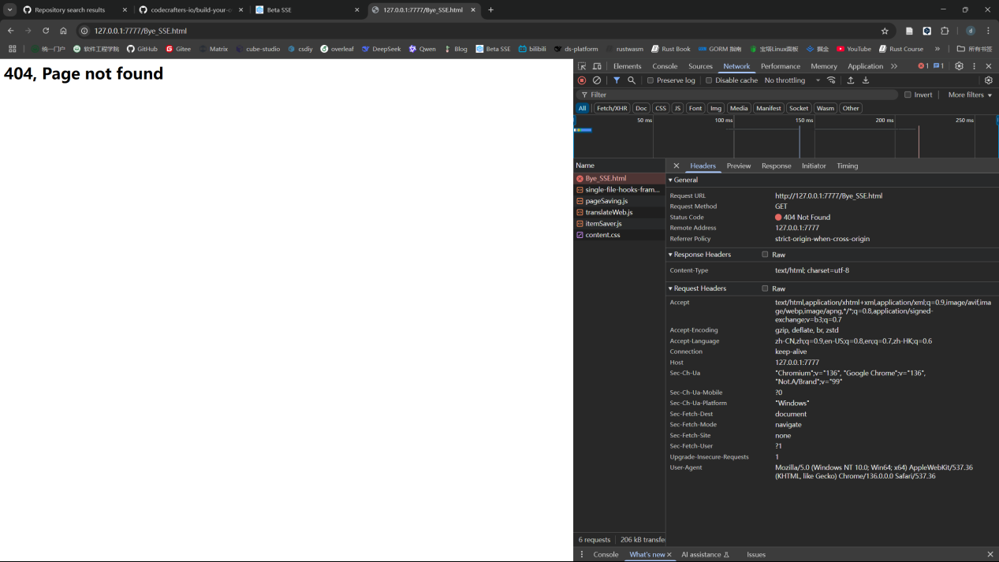 Repository search results
codecrafters-io/build-your-o
Beta SSE
127.0.0.1:7777/Bye_SSE.html
127.0.0.1:7777/Bye_SSE.html
d
统一门户 软件工程学院 GitHub Gitee Matrix cube-studio csdiy overleaf DeepSeek Qwen Blog Beta SSE bilibili ds-platform rustwasm Rust Book GORM 指南 宝塔Linux面板 掘金 YouTube Rust Course » 所有书签
404, Page not found
Elements Console Sources Network Performance Memory Application » 1 1
Preserve log Disable cache No throttling
Filter Invert More filters
All Fetch/XHR Doc CSS JS Font Img Media Manifest Socket Wasm Other
50 ms 100 ms 150 ms 200 ms 250 ms
Name
Bye_SSE.html
single-file-hooks-fram...
pageSaving.js
translateWeb.js
itemSaver.js
content.css
6 requests 206 kB transfe
Headers Preview Response Initiator Timing
General
Request URL http://127.0.0.1:7777/Bye_SSE.html
Request Method GET
Status Code 404 Not Found
Remote Address 127.0.0.1:7777
Referrer Policy strict-origin-when-cross-origin
Response Headers Raw
Content-Type text/html; charset=utf-8
Request Headers Raw
Accept text/html,application/xhtml+xml,application/xml;q=0.9,image/avif,ima
ge/webp,image/apng,*/*;q=0.8,application/signed-
exchange;v=b3;q=0.7
Accept-Encoding gzip, deflate, br, zstd
Accept-Language zh-CN,zh;q=0.9,en-US;q=0.8,en;q=0.7,zh-HK;q=0.6
Connection keep-alive
Host 127.0.0.1:7777
Sec-Ch-Ua "Chromium";v="136", "Google Chrome";v="136",
"Not.A/Brand";v="99"
Sec-Ch-Ua-Mobile ?0
Sec-Ch-Ua-Platform "Windows"
Sec-Fetch-Dest document
Sec-Fetch-Mode navigate
Sec-Fetch-Site none
Sec-Fetch-User ?1
Upgrade-Insecure-Requests 1
User-Agent Mozilla/5.0 (Windows NT 10.0; Win64; x64) AppleWebKit/537.36
(KHTML, like Gecko) Chrome/136.0.0.0 Safari/537.36
Console What's new AI assistance Issues